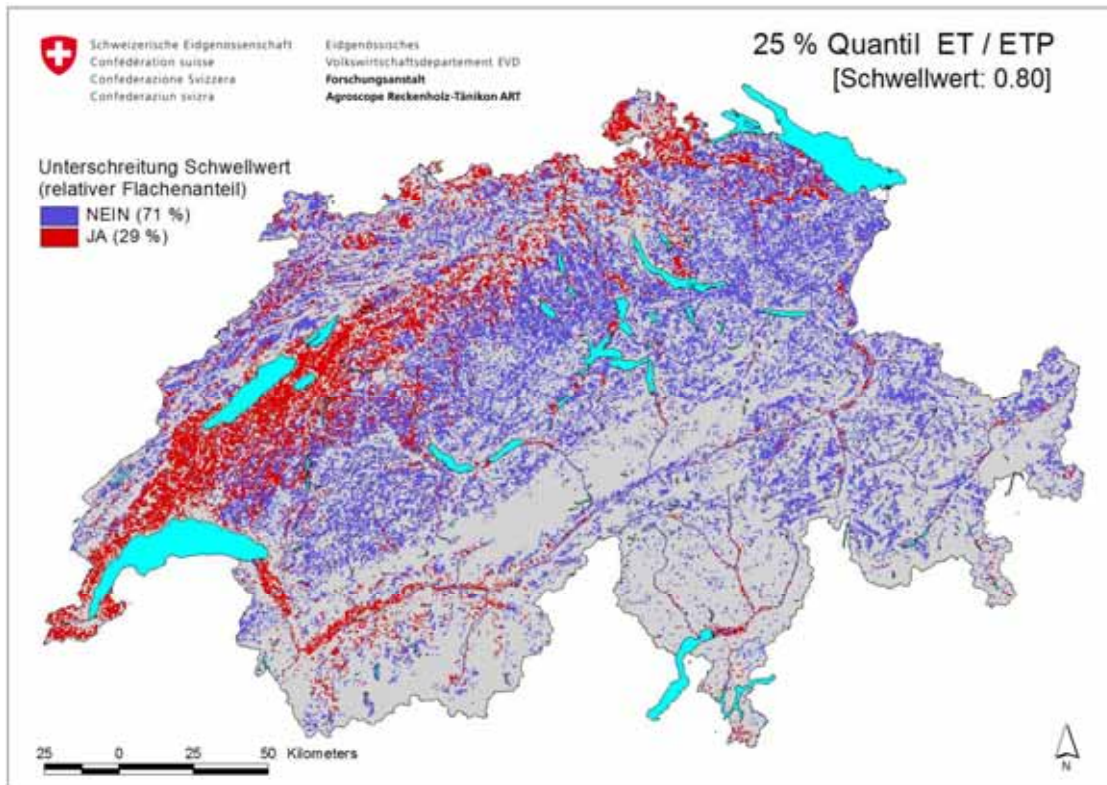 Schweizerische Eidgenossenschaft
Confédération suisse
Confederazione Svizzera
Confederaziun svizra
Eidgenössisches
Volkswirtschaftsdepartement EVD
Forschungsanstalt
Agroscope Reckenholz-Tänikon ART
25 % Quantil ET / ETP
[Schwellwert: 0.80]
Unterschreitung Schwellwert
(relativer Flächenanteil)
NEIN (71 %)
JA (29 %)
25 0 25 50 Kilometers
N